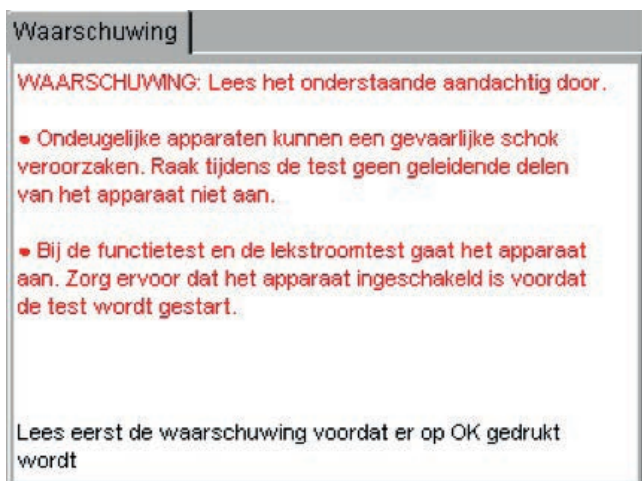 Waarschuwing
WAARSCHUWING: Lees het onderstaande aandachtig door.
• Ondeugelijke apparaten kunnen een gevaarlijke schok
veroorzaken. Raak tijdens de test geen geleidende delen
van het apparaat niet aan.
• Bij de functietest en de lekstroomtest gaat het apparaat
aan. Zorg ervoor dat het apparaat ingeschakeld is voordat
de test wordt gestart.
Lees eerst de waarschuwing voordat er op OK gedrukt
wordt